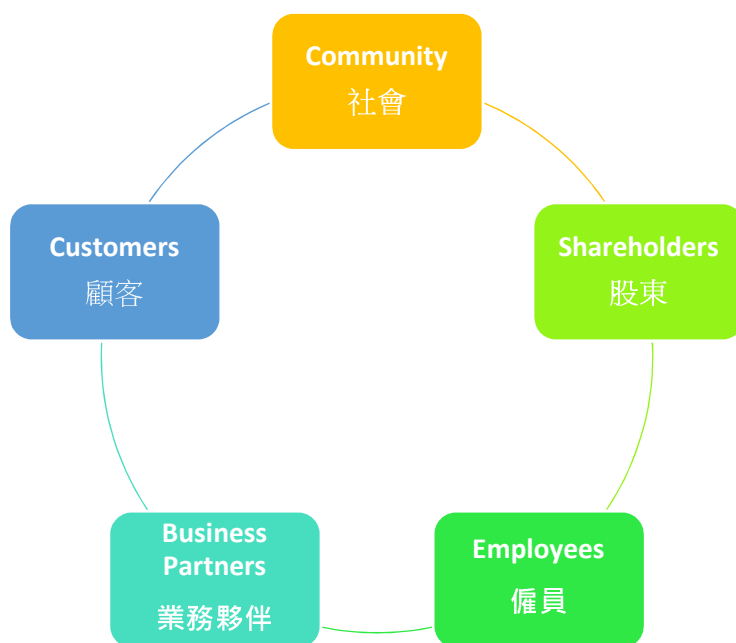 Community
社會
Shareholders
股東
Employees
僱員
Business
Partners
業務夥伴
Customers
顧客